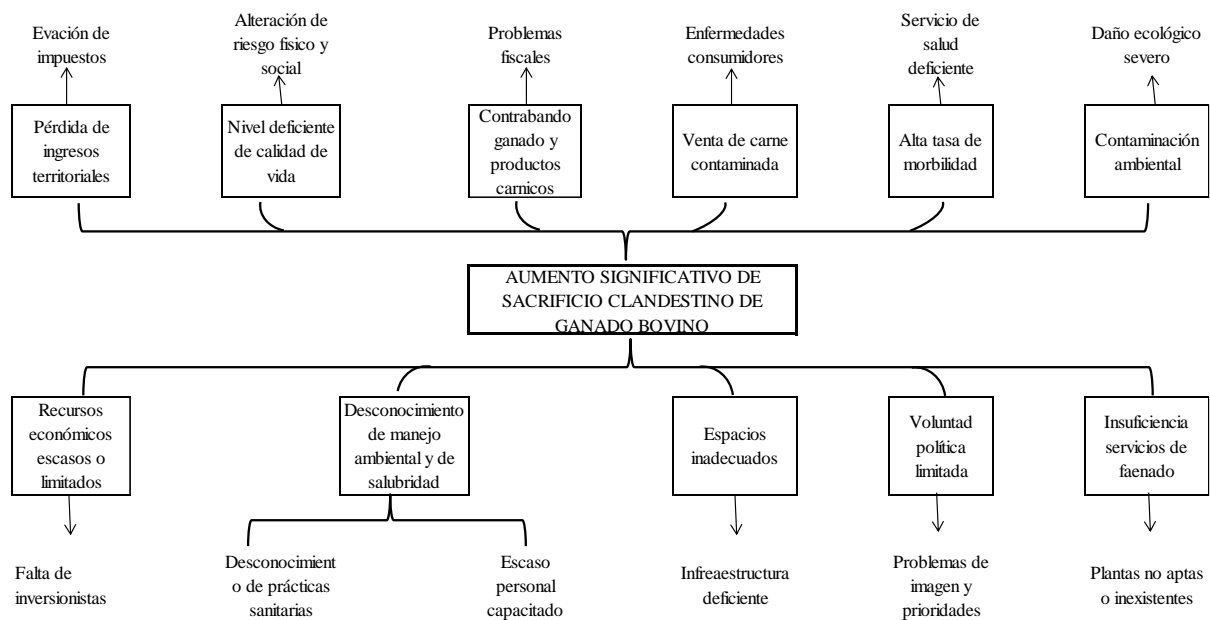 Evación de
impuestos
Alteración de
riesgo fisico y
social
Problemas
fiscales
Enfermedades
consumidores
Servicio de
salud
deficiente
Daño ecológico
severo
Pérdida de
ingresos
territoriales
Nivel deficiente
de calidad de
vida
Contrabando
ganado y
productos
carnicos
Venta de carne
contaminada
Alta tasa de
morbilidad
Contaminación
ambiental
AUMENTO SIGNIFICATIVO DE
SACRIFICIO CLANDESTINO DE
GANADO BOVINO
Recursos
económicos
escasos o
limitados
Desconocimiento
de manejo
ambiental y de
salubridad
Espacios
inadecuados
Voluntad
política
limitada
Insuficiencia
servicios de
faenado
Falta de
inversionistas
Desconocimient
o de prácticas
sanitarias
Escaso
personal
capacitado
Infreaestructura
deficiente
Problemas de
imagen y
prioridades
Plantas no aptas
o inexistentes